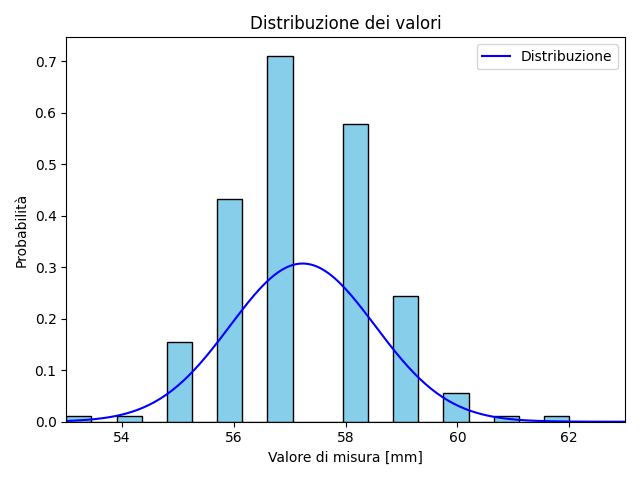 Distribuzione dei valori
Distribuzione
Probabilità
0.7
0.6
0.5
0.4
0.3
0.2
0.1
0.0
54 56 58 60 62
Valore di misura [mm]